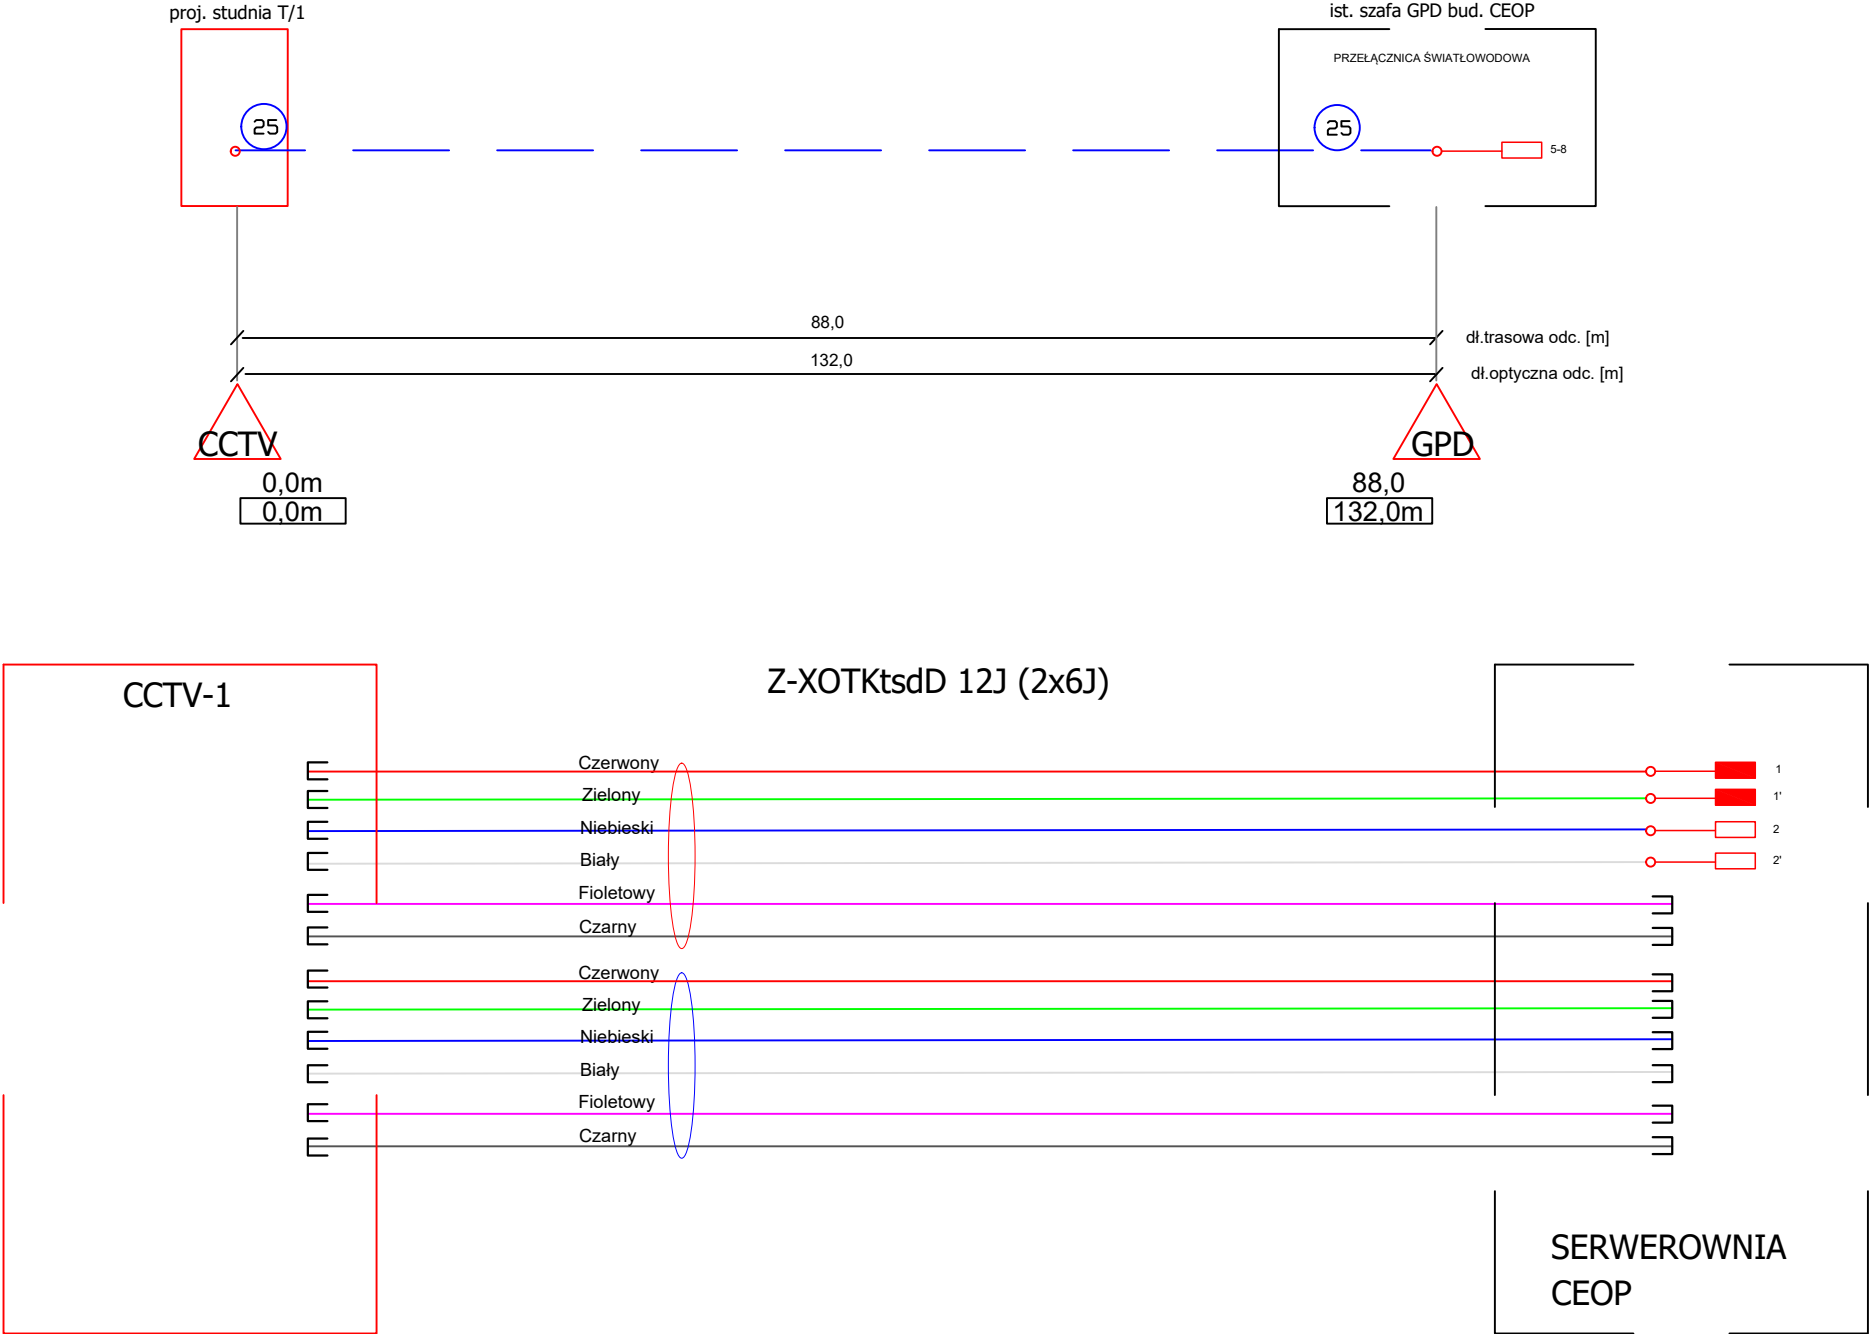 proj. studnia T/1
ist. szafa GPD bud. CEOP
PRZEŁĄCZNICA ŚWIATŁOWODOWA
25
25
5-8
88,0
dł.trasowa odc. [m]
132,0
dł.optyczna odc. [m]
CCTV
GPD
0,0m
88,0
0,0m
132,0m
CCTV-1
Z-XOTKtsdD 12J (2x6J)
Czerwony
1
Zielony
1'
Niebieski
2
Biały
2'
Fioletowy
Czarny
Czerwony
Zielony
Niebieski
Biały
Fioletowy
Czarny
SERWEROWNIA
CEOP